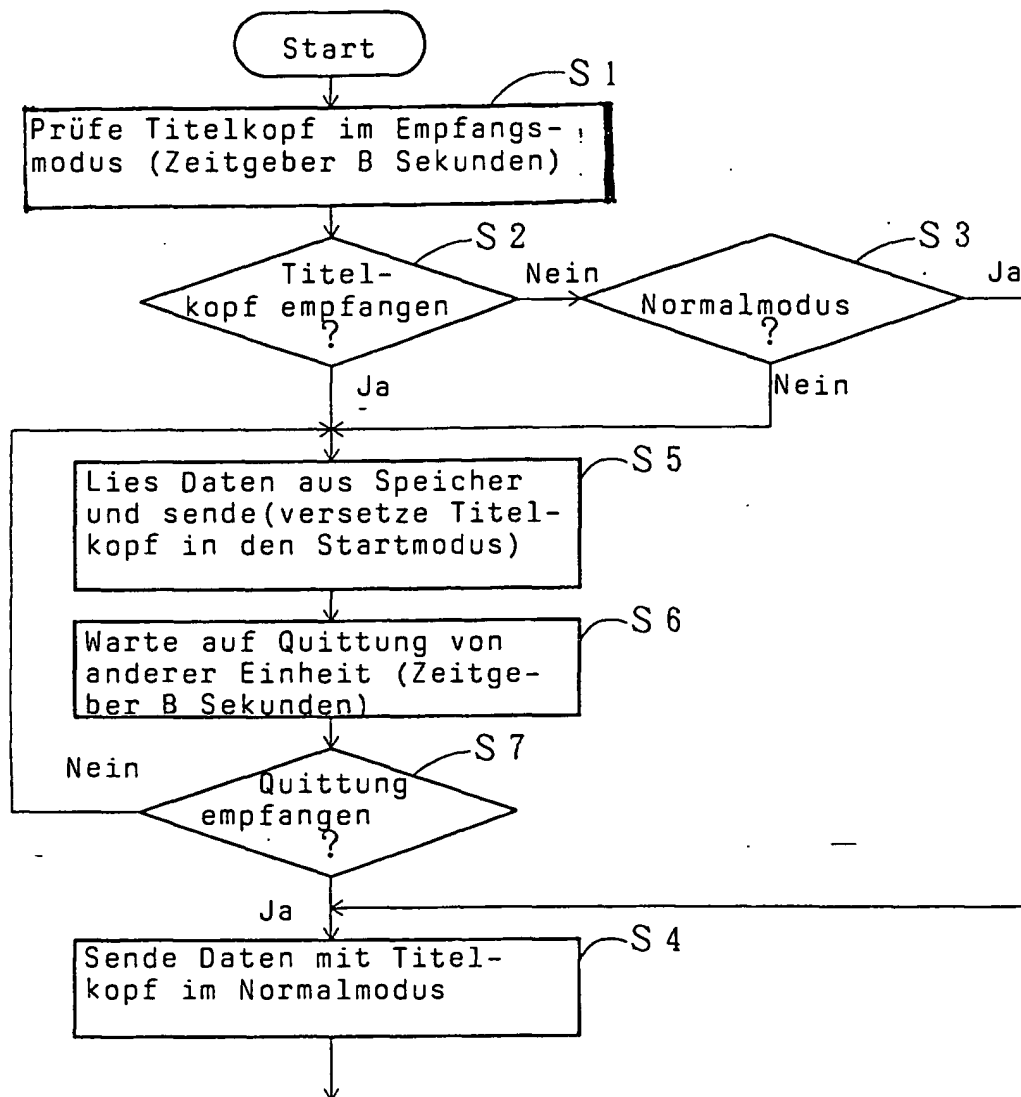 Start
S 1
Prüfe Titelkopf im Empfangs-
modus (Zeitgeber B Sekunden)
S 2
Titel-
kopf empfangen
?
Nein
S 3
Normalmodus
?
Ja
Ja
Nein
S 5
Lies Daten aus Speicher
und sende(versetze Titel-
kopf in den Startmodus)
S 6
Warte auf Quittung von
anderer Einheit (Zeitge-
ber B Sekunden)
S 7
Nein
Quittung
empfangen
?
Ja
S 4
Sende Daten mit Titel-
kopf im Normalmodus